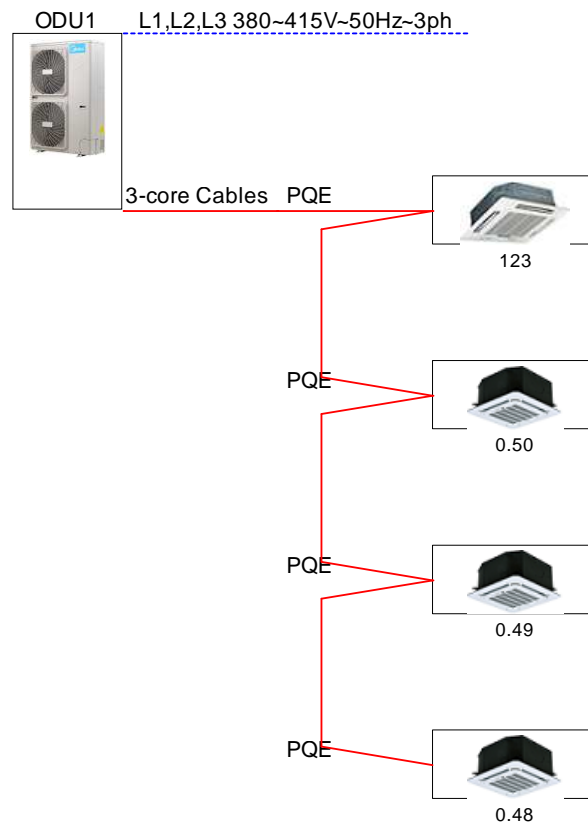 ODU1 L1,L2,L3 380~415V~50Hz~3ph
3-core Cables PQE
123
PQE
0.50
PQE
0.49
PQE
0.48